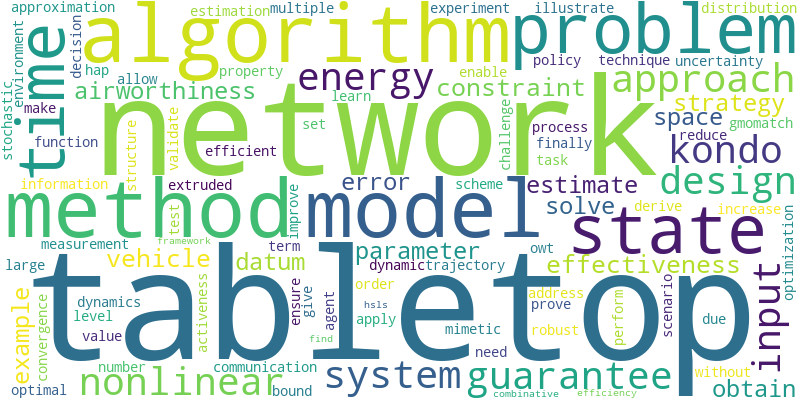 approximation estimation multiple experiment illustrate distribution
stochastic environment time decision algorithm problem
hap property enable policy technique uncertainty
make allow airworthiness learn energy constraint approach
strategy
function network set challenge process space gmomatch
structure validate efficient finally reduce kondo
task
information method extruded model error scheme estimate design
test improve solve derive increase
framework state
measurement term parameter owt input optimization
large vehicle datum dynamic trajectory effectiveness
example convergence dynamics tabletop order hsls address
level activeness ensure give agent apply mimetic prove perform scenario due
value find need robust
number communication system guarantee without
optimal nonlinear bound combinative efficiency obtain